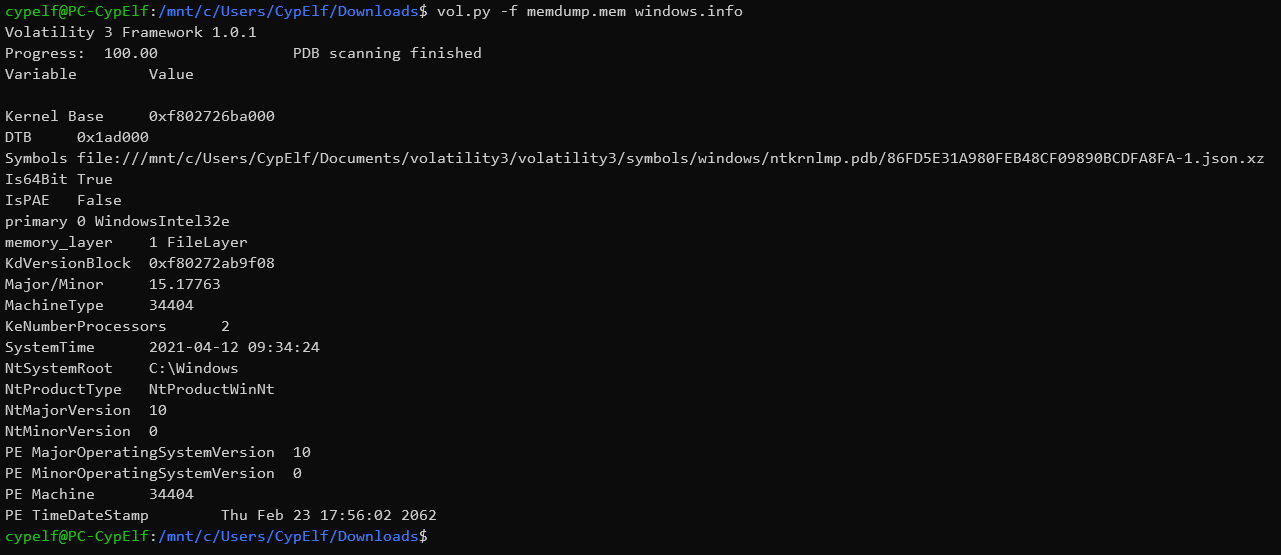 cypelf@PC-CypElf:/mnt/c/Users/CypElf/Downloads$ vol.py -f memdump.mem windows.info
Volatility 3 Framework 1.0.1
Progress:  100.00               PDB scanning finished
Variable        Value

Kernel Base     0xf802726ba000
DTB     0x1ad000
Symbols file:///mnt/c/Users/CypElf/Documents/volatility3/volatility3/symbols/windows/ntkrnlmp.pdb/86FD5E31A980FEB48CF09890BCDFA8FA-1.json.xz
Is64Bit True
IsPAE   False
primary 0 WindowsIntel32e
memory_layer    1 FileLayer
KdVersionBlock  0xf80272ab9f08
Major/Minor     15.17763
MachineType     34404
KeNumberProcessors      2
SystemTime      2021-04-12 09:34:24
NtSystemRoot    C:\Windows
NtProductType   NtProductWinNt
NtMajorVersion  10
NtMinorVersion  0
PE MajorOperatingSystemVersion  10
PE MinorOperatingSystemVersion  0
PE Machine      34404
PE TimeDateStamp        Thu Feb 23 17:56:02 2062
cypelf@PC-CypElf:/mnt/c/Users/CypElf/Downloads$